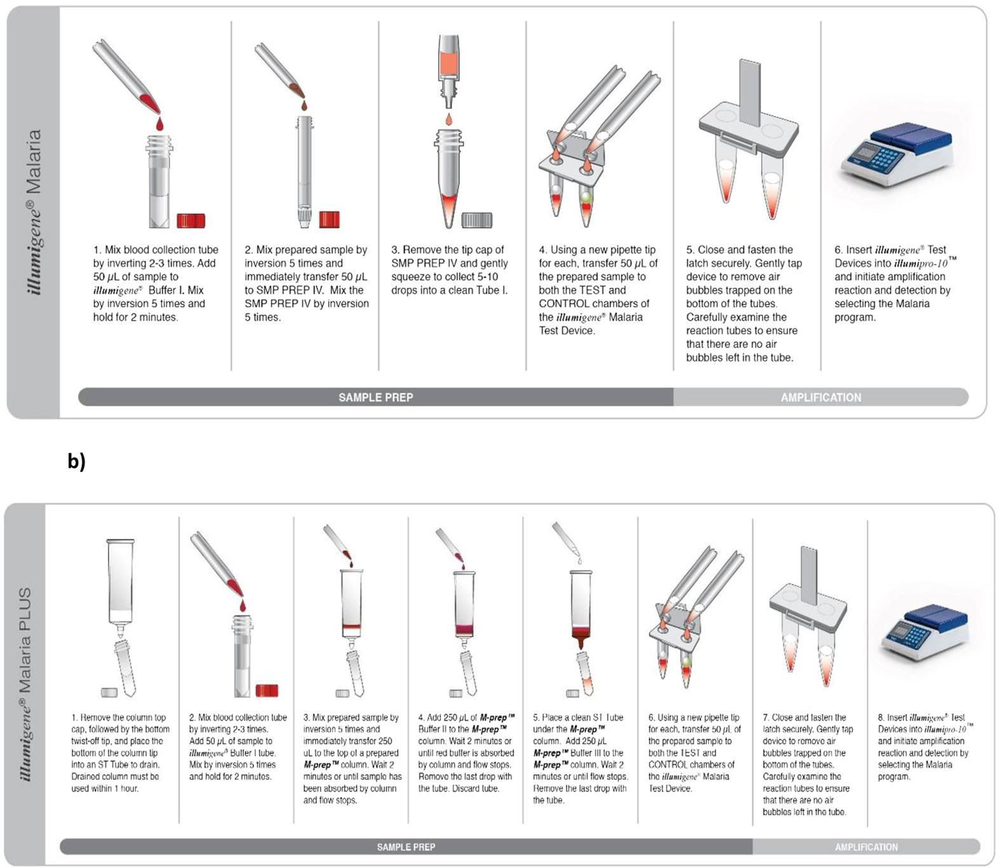 illumigene® Malaria
1. Mix blood collection tube
by inverting 2-3 times. Add
50 µL of sample to
illumigene® Buffer I. Mix
by inversion 5 times and
hold for 2 minutes.
2. Mix prepared sample by
inversion 5 times and
immediately transfer 50 µL
to SMP PREP IV. Mix the
SMP PREP IV by inversion
5 times.
3. Remove the tip cap of
SMP PREP IV and gently
squeeze to collect 5-10
drops into a clean Tube I.
4. Using a new pipette tip
for each, transfer 50 µL of
the prepared sample to
both the TEST and
CONTROL chambers of
the illumigene® Malaria
Test Device.
5. Close and fasten the
latch securely. Gently tap
device to remove air
bubbles trapped on the
bottom of the tubes.
Carefully examine the
reaction tubes to ensure
that there are no air
bubbles left in the tube.
6. Insert illumigene® Test
Devices into illumipro-10™
and initiate amplification
reaction and detection by
selecting the Malaria
program.
SAMPLE PREP
AMPLIFICATION
b)
illumigene® Malaria PLUS
1. Remove the column top
cap, followed by the bottom
twist-off tip, and place the
bottom of the column tip
into an ST Tube to drain.
Drained column must be
used within 1 hour.
2. Mix blood collection tube
by inverting 2-3 times.
Add 50 µL of sample to
illumigene® Buffer I tube.
Mix by inversion 5 times
and hold for 2 minutes.
3. Mix prepared sample by
inversion 5 times and
immediately transfer 250
uL to the top of a prepared
M-prep™ column. Wait 2
minutes or until sample has
been absorbed by column
and flow stops.
4. Add 250 µL of M-prep™
Buffer II to the M-prep™
column. Wait 2 minutes or
until red buffer is absorbed
by column and flow stops.
Remove the last drop with
the tube. Discard tube.
5. Place a clean ST Tube
under the M-prep™
column. Add 250 µL
M-prep™ Buffer III to the
M-prep™ column. Wait 2
minutes or until flow stops.
Remove the last drop with
the tube.
6. Using a new pipette tip
for each, transfer 50 µL of
the prepared sample to
both the TEST and
CONTROL chambers of
the illumigene® Malaria
Test Device.
7. Close and fasten the
latch securely. Gently tap
device to remove air
bubbles trapped on the
bottom of the tubes.
Carefully examine the
reaction tubes to ensure
that there are no air
bubbles left in the tube.
8. Insert illumigene® Test
Devices into illumipro-10™
and initiate amplification
reaction and detection by
selecting the Malaria
program.
SAMPLE PREP
AMPLIFICATION